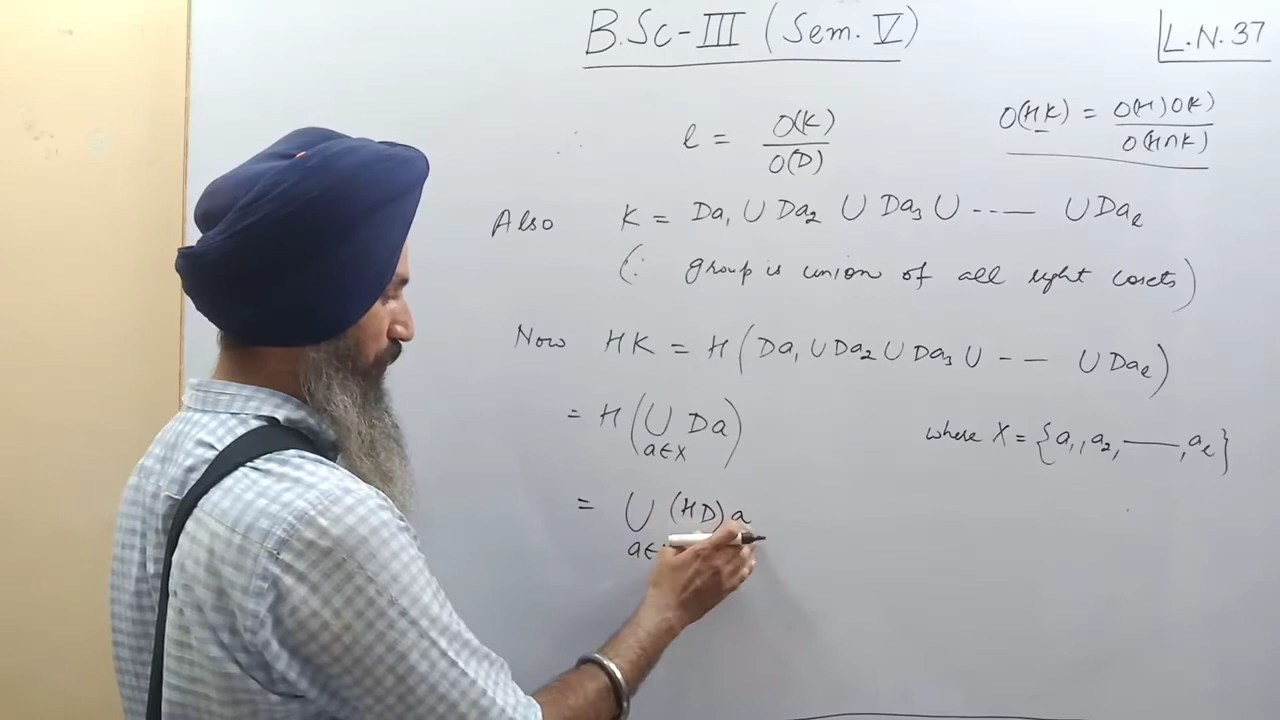 B.Sc-III (Sem. V)
L.N. 37
∴ l = O(K) / O(D)
O(HK) = O(H) O(K) / O(H∩K)
Also K = Da₁ ∪ Da₂ ∪ Da₃ ∪ ---— ∪ Daₗ
(∵ group is union of all right cosets)
Now HK = H(Da₁ ∪ Da₂ ∪ Da₃ ∪ -- — ∪ Daₗ)
= H(∪ Da)
a∈X
where X = {a₁, a₂, ——, aₗ}
= ∪ (HD)a
a∈